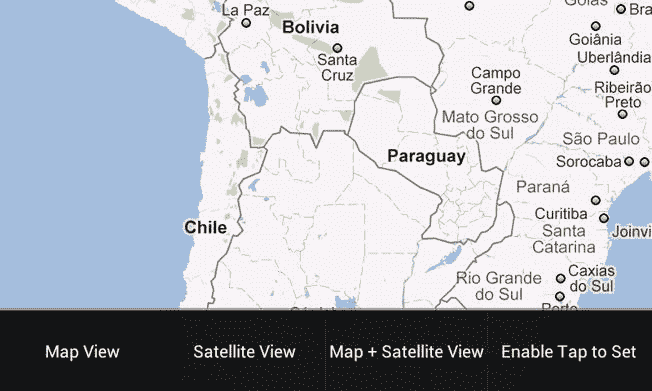 La Paz
Bolivia
Santa
Cruz
Goiás
Bra
Goiânia
Uberlândia
Ribeirão
Preto
Campo
Grande
Mato Grosso
do Sul
São Paulo
Sorocaba
Paraguay
Paraná
Curitiba
Santa
Catarina
Joinvi
Chile
Rio Grande
do Sul
Caxias
do Sul
Porto
Map View
Satellite View
Map + Satellite View
Enable Tap to Set